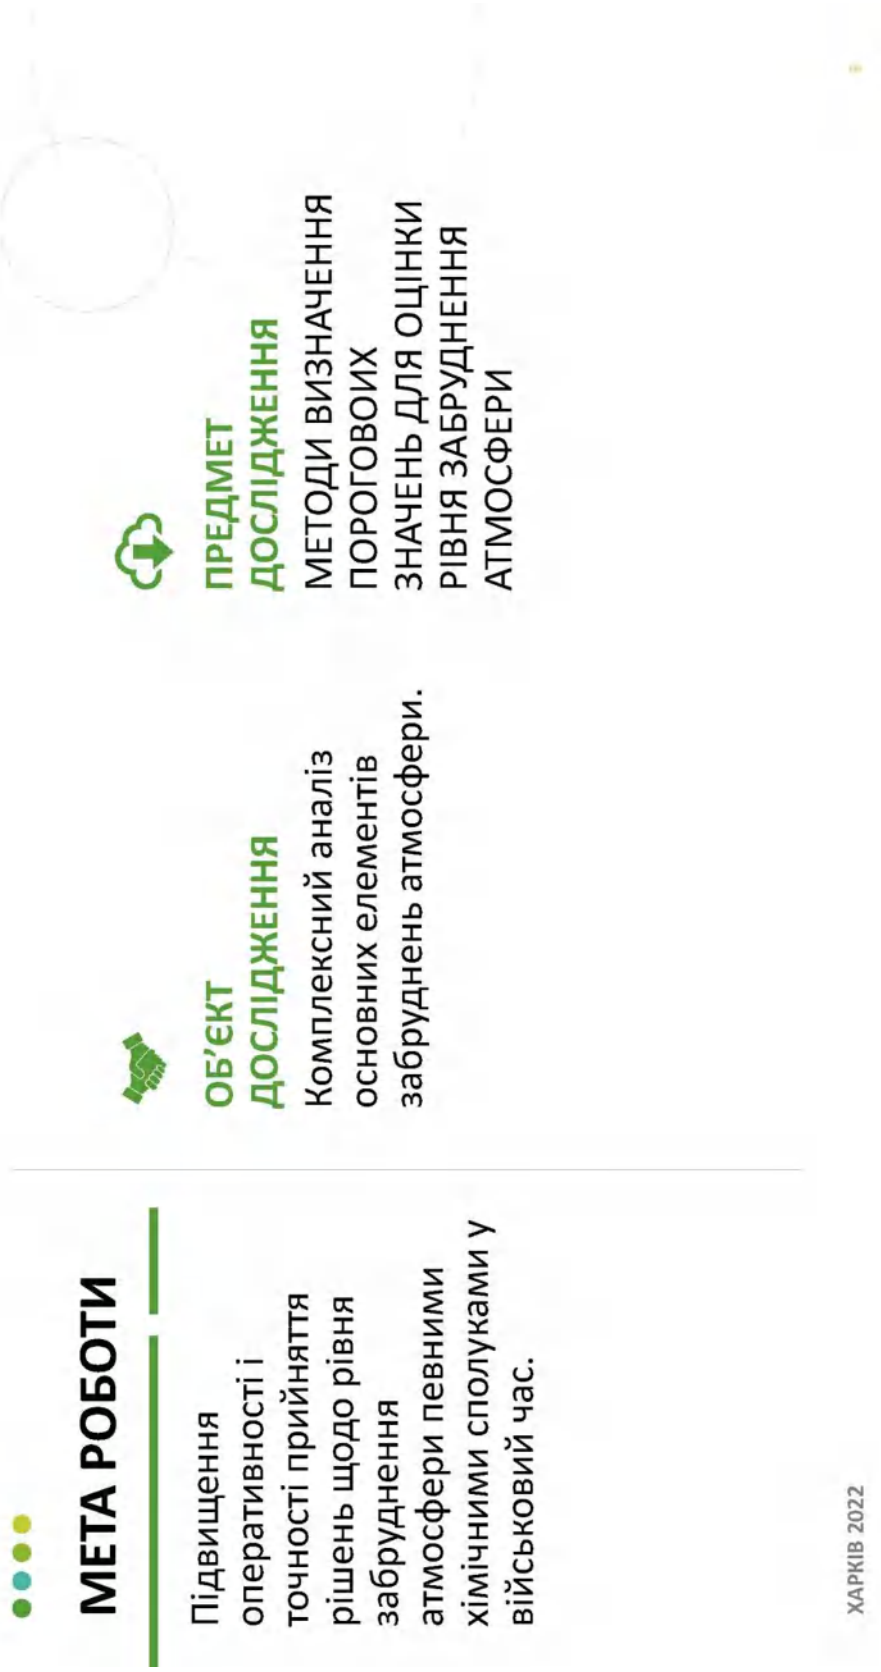 МЕТА РОБОТИ
Підвищення
оперативності і
точності прийняття
рішень щодо рівня
забруднення
атмосфери певними
хімічними сполуками у
військовий час.
ОБ’ЄКТ
ДОСЛІДЖЕННЯ
Комплексний аналіз
основних елементів
забруднень атмосфери.
ПРЕДМЕТ
ДОСЛІДЖЕННЯ
МЕТОДИ ВИЗНАЧЕННЯ
ПОРОГОВОИХ
ЗНАЧЕНЬ ДЛЯ ОЦІНКИ
РІВНЯ ЗАБРУДНЕННЯ
АТМОСФЕРИ
ХАРКІВ 2022